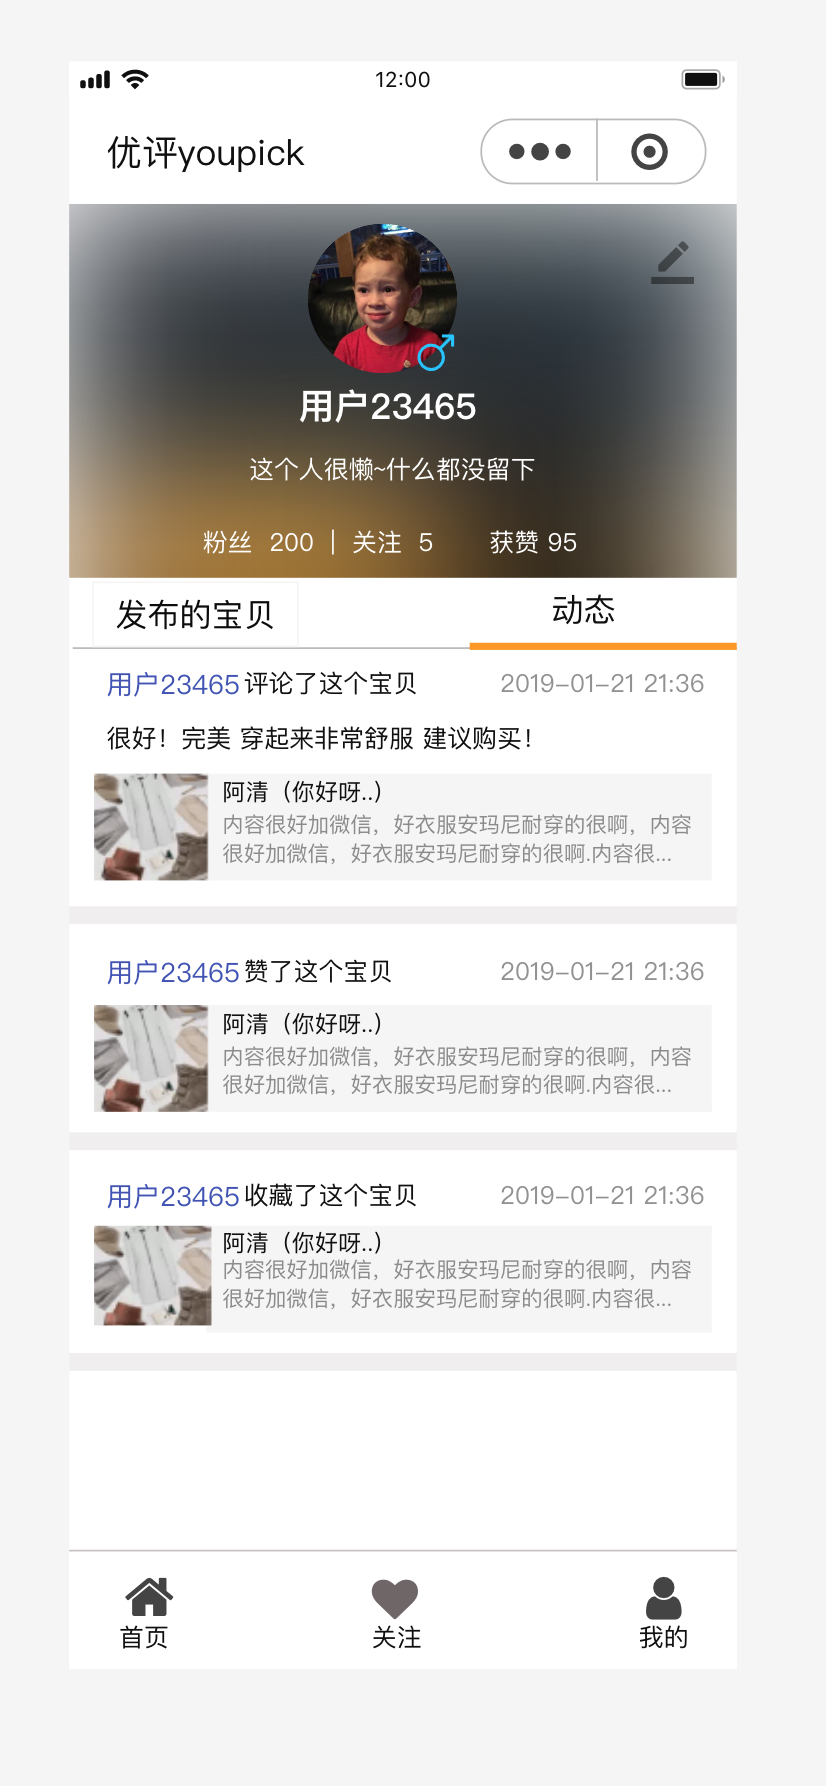 12:00
优评youpick
用户23465
这个人很懒~什么都没留下
粉丝 200 | 关注 5 获赞 95
发布的宝贝 动态
用户23465 评论了这个宝贝 2019-01-21 21:36
很好！完美 穿起来非常舒服 建议购买！
阿清（你好呀..）
内容很好加微信，好衣服安玛尼耐穿的很啊，内容
很好加微信，好衣服安玛尼耐穿的很啊.内容很...
用户23465 赞了这个宝贝 2019-01-21 21:36
阿清（你好呀..）
内容很好加微信，好衣服安玛尼耐穿的很啊，内容
很好加微信，好衣服安玛尼耐穿的很啊.内容很...
用户23465 收藏了这个宝贝 2019-01-21 21:36
阿清（你好呀..）
内容很好加微信，好衣服安玛尼耐穿的很啊，内容
很好加微信，好衣服安玛尼耐穿的很啊.内容很...
首页 关注 我的